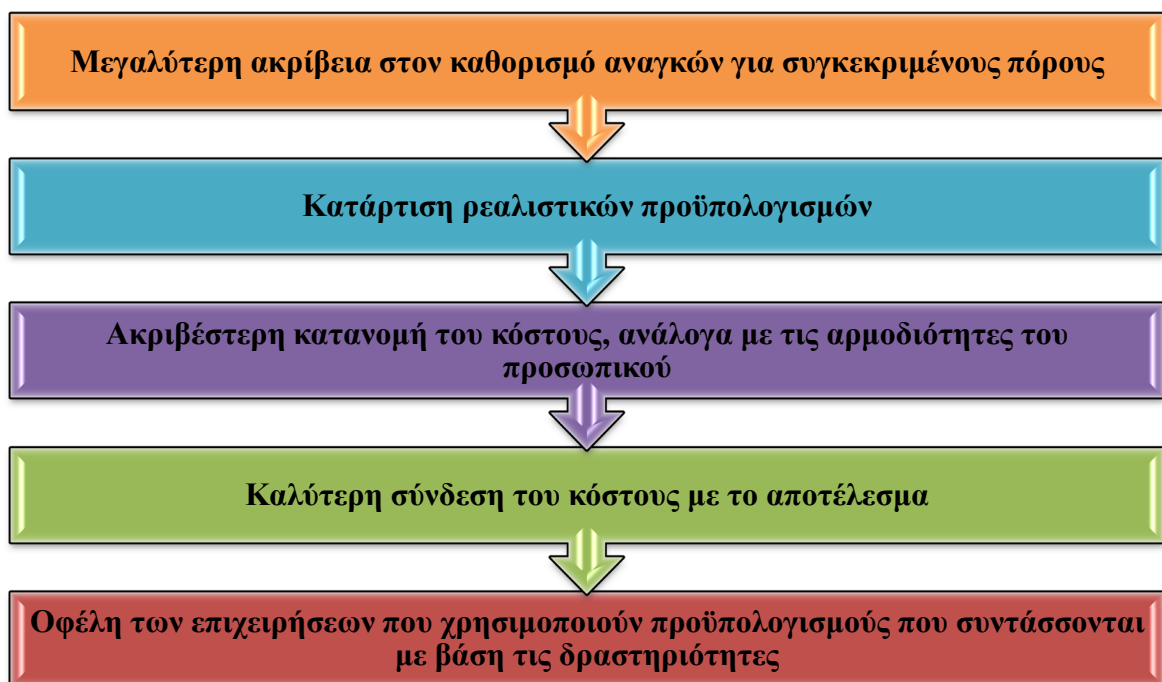 Μεγαλύτερη ακρίβεια στον καθορισμό αναγκών για συγκεκριμένους πόρους
Κατάρτιση ρεαλιστικών προϋπολογισμών
Ακριβέστερη κατανομή του κόστους, ανάλογα με τις αρμοδιότητες του
προσωπικού
Καλύτερη σύνδεση του κόστους με το αποτέλεσμα
Οφέλη των επιχειρήσεων που χρησιμοποιούν προϋπολογισμούς που συντάσσονται
με βάση τις δραστηριότητες